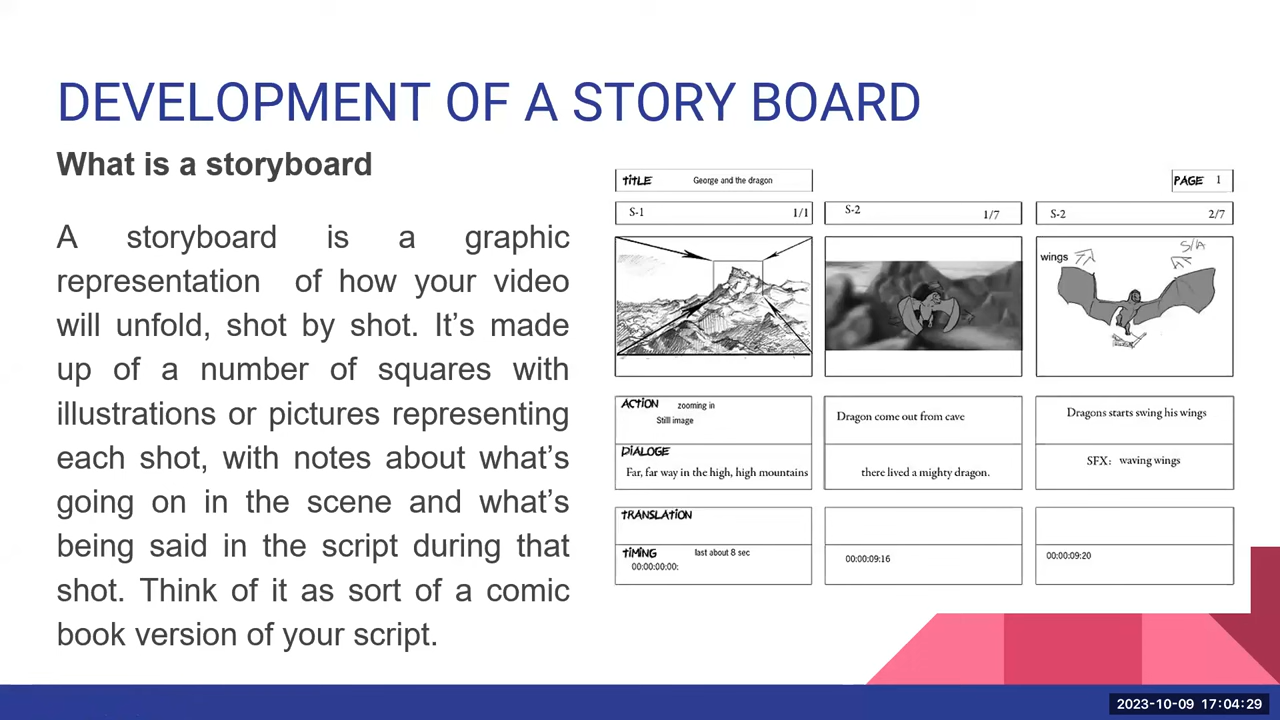 DEVELOPMENT OF A STORY BOARD
What is a storyboard
A storyboard is a graphic
representation of how your video
will unfold, shot by shot. It's made
up of a number of squares with
illustrations or pictures representing
each shot, with notes about what's
going on in the scene and what's
being said in the script during that
shot. Think of it as sort of a comic
book version of your script.
TITLE George and the dragon
PAGE 1
S-1 1/1
S-2 1/7
S-2 2/7
wings
S/A
ACTION zooming in
Still image
Dragon come out from cave
Dragons starts swing his wings
DIALOGE
Far, far way in the high, high mountains
there lived a mighty dragon.
SFX: waving wings
TRANSLATION
TIMING last about 8 sec
00:00:00:00:
00:00:09:16
00:00:09:20
2023-10-09 17:04:29